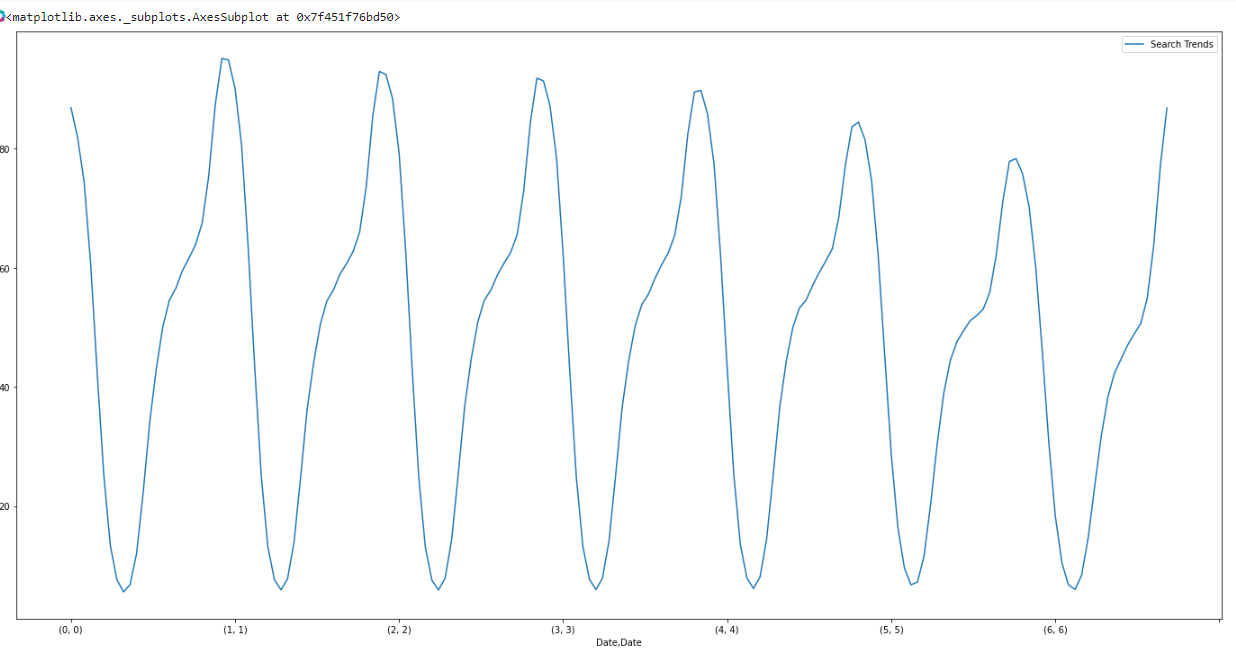 <matplotlib.axes._subplots.AxesSubplot at 0x7f451f76bd50>
Search Trends
80
60
40
20
(0, 0) (1, 1) (2, 2) (3, 3) (4, 4) (5, 5) (6, 6)
Date,Date